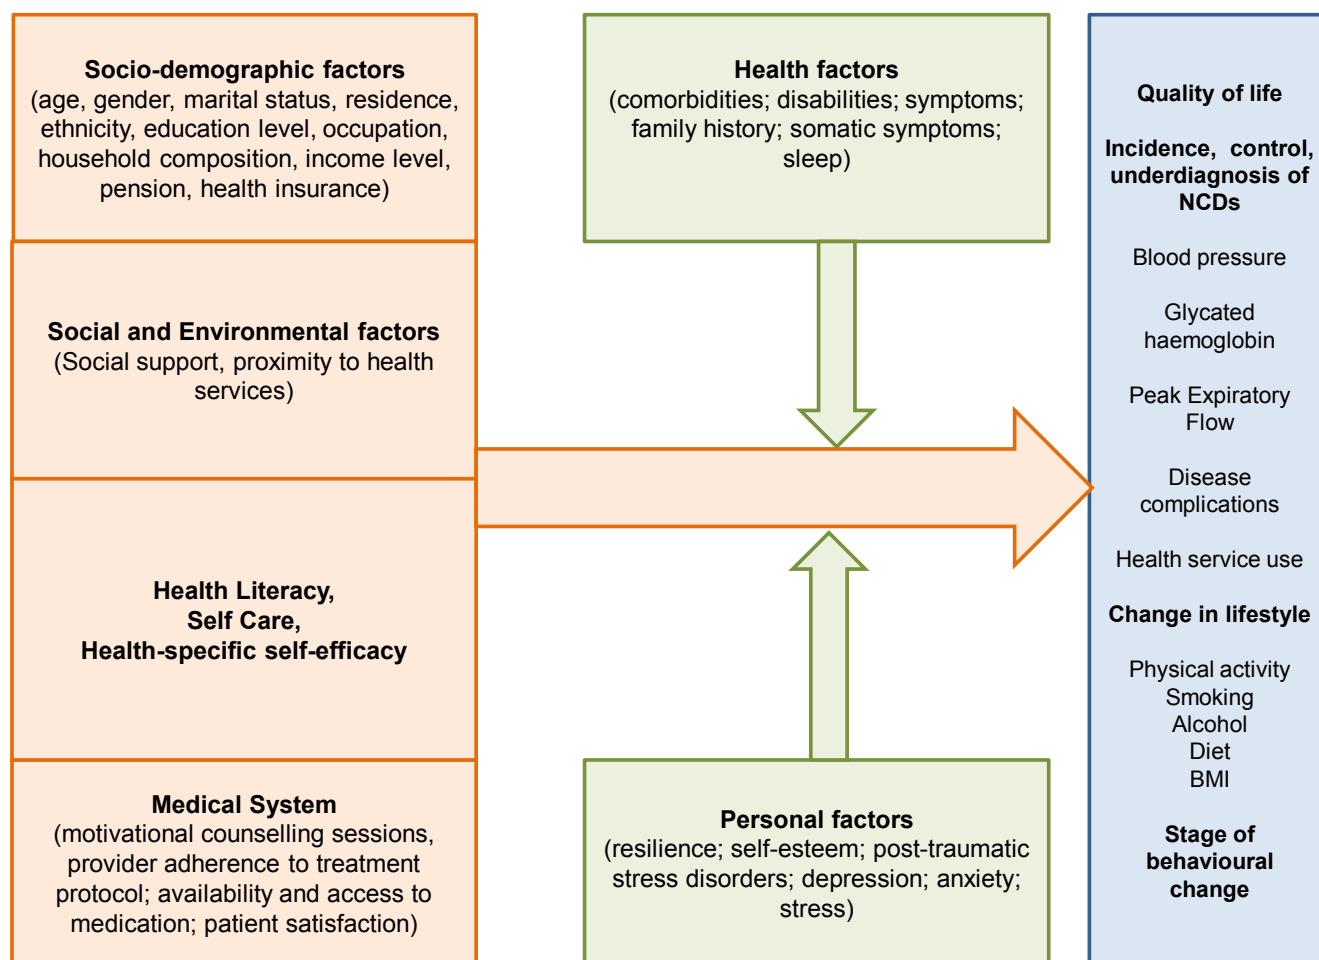 Socio-demographic factors
(age, gender, marital status, residence,
ethnicity, education level, occupation,
household composition, income level,
pension, health insurance)
Social and Environmental factors
(Social support, proximity to health
services)
Health Literacy,
Self Care,
Health-specific self-efficacy
Medical System
(motivational counselling sessions,
provider adherence to treatment
protocol; availability and access to
medication; patient satisfaction)
Health factors
(comorbidities; disabilities; symptoms;
family history; somatic symptoms;
sleep)
Personal factors
(resilience; self-esteem; post-traumatic
stress disorders; depression; anxiety;
stress)
Quality of life
Incidence, control,
underdiagnosis of
NCDs
Blood pressure
Glycated
haemoglobin
Peak Expiratory
Flow
Disease
complications
Health service use
Change in lifestyle
Physical activity
Smoking
Alcohol
Diet
BMI
Stage of
behavioural
change